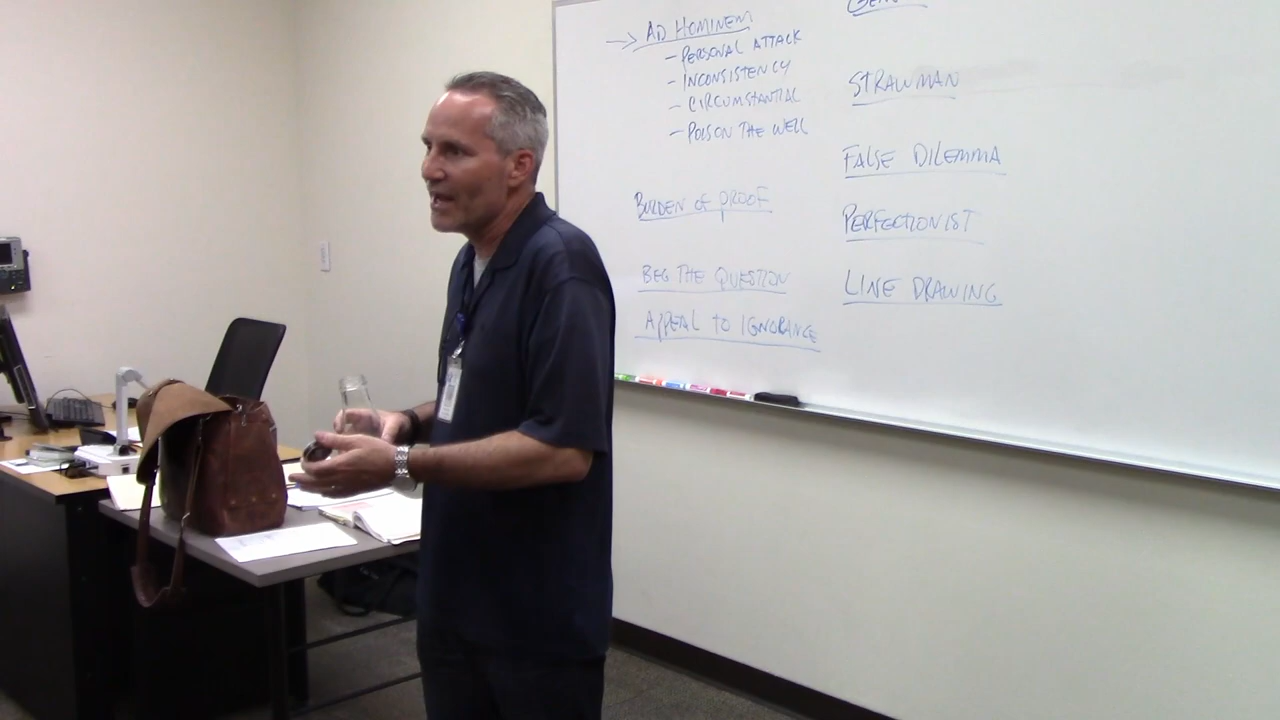 AD HOMINEM
- PERSONAL ATTACK
- INCONSISTENCY
- CIRCUMSTANTIAL
- POISON THE WELL
BURDEN OF PROOF
BEG THE QUESTION
APPEAL TO IGNORANCE
STRAWMAN
FALSE DILEMMA
PERFECTIONIST
LINE DRAWING